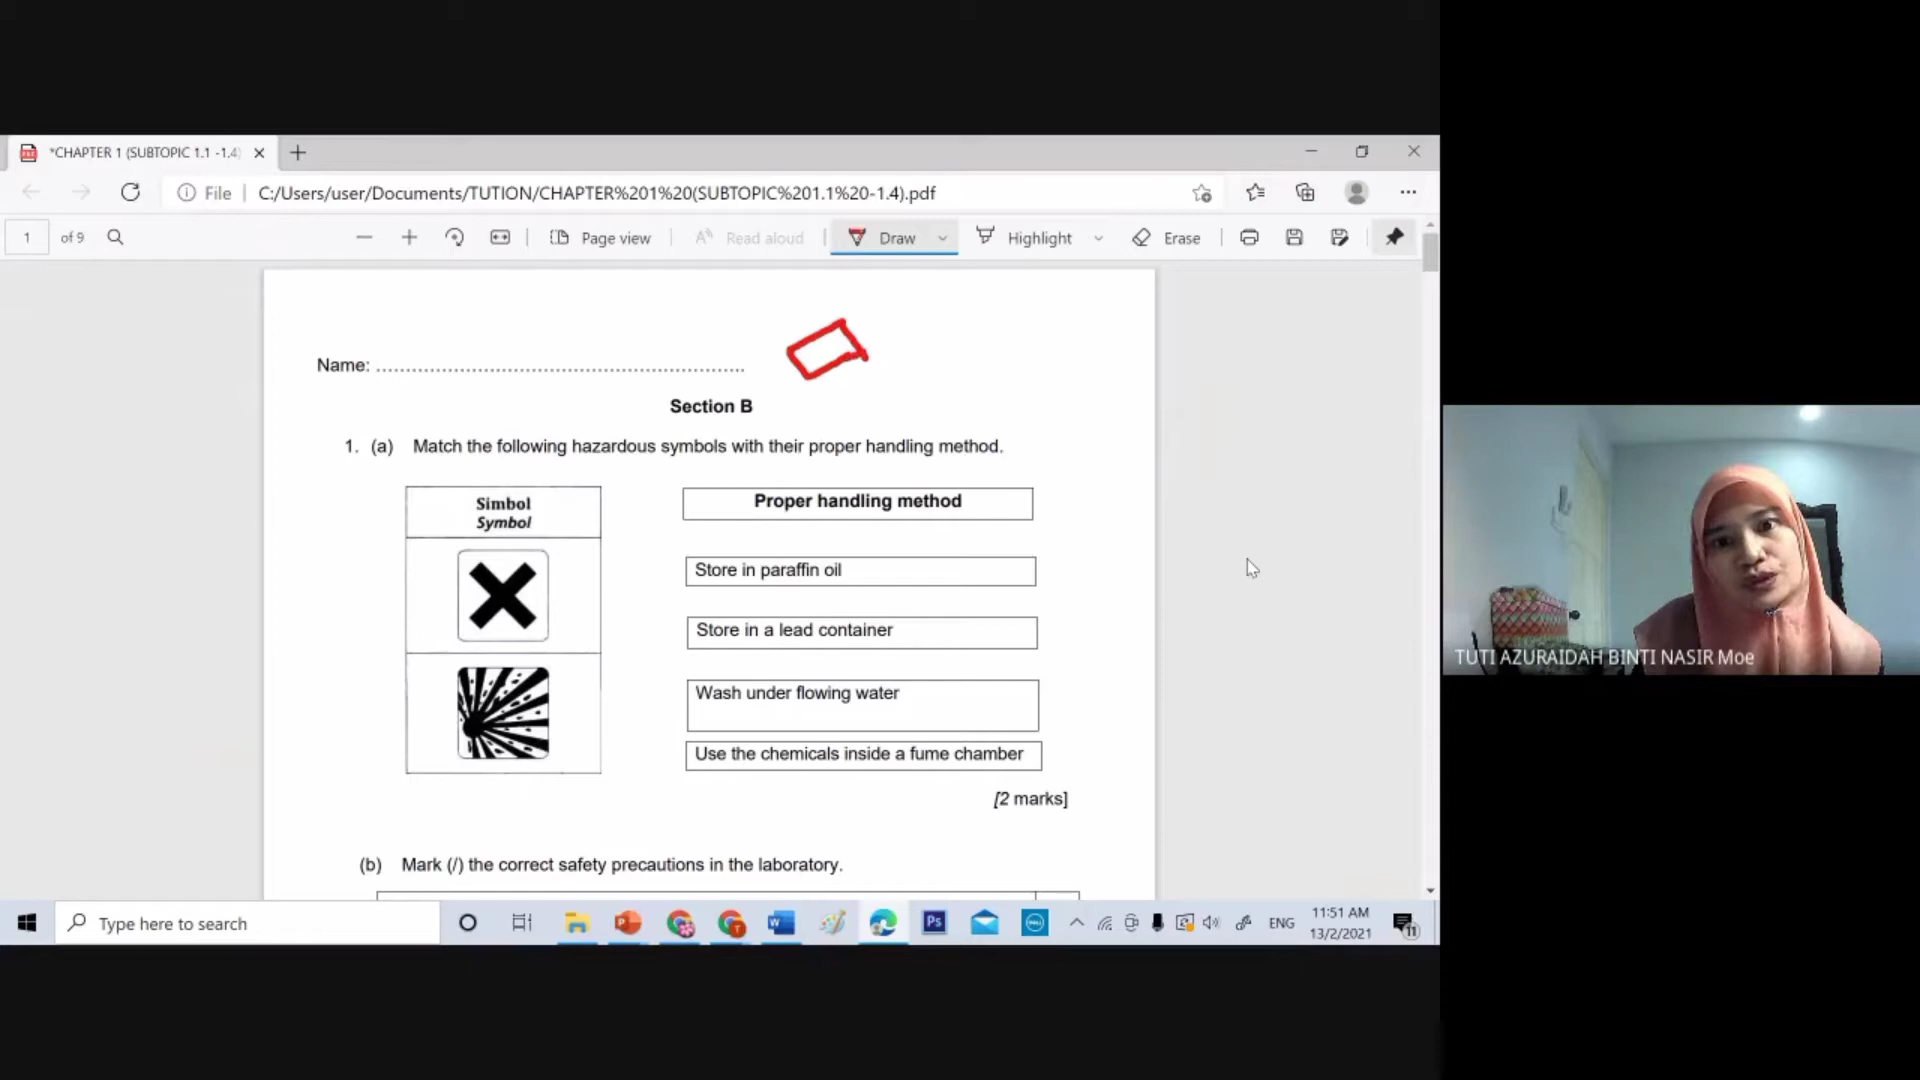 *CHAPTER 1 (SUBTOPIC 1.1 -1.4)
File
C:/Users/user/Documents/TUTION/CHAPTER%201%20(SUBTOPIC%201.1%20-1.4).pdf
1 of 9
Page view
Read aloud
Draw
Highlight
Erase
Name: ..............................................................
Section B
1. (a) Match the following hazardous symbols with their proper handling method.
Simbol
Symbol
Proper handling method
Store in paraffin oil
Store in a lead container
Wash under flowing water
Use the chemicals inside a fume chamber
[2 marks]
(b) Mark (/) the correct safety precautions in the laboratory.
TUTI AZURAIDAH BINTI NASIR Moe
Type here to search
Ps
DELL
ENG
11:51 AM
13/2/2021
11